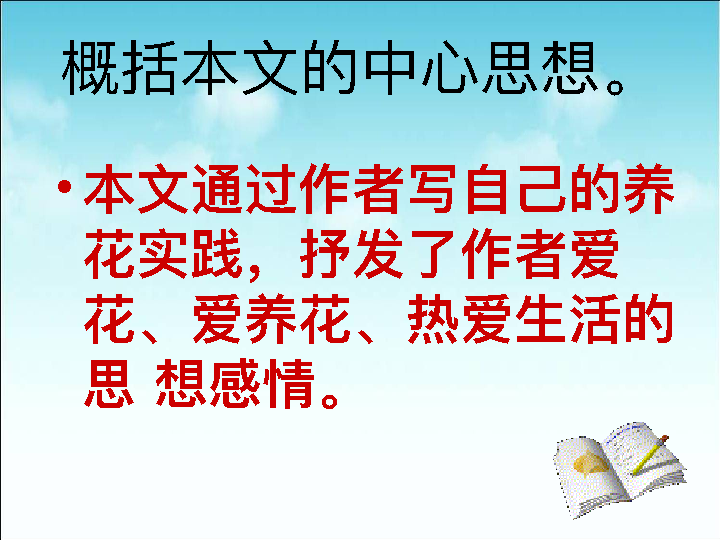 概括本文的中心思想。
•本文通过作者写自己的养
花实践，抒发了作者爱
花、爱养花、热爱生活的
思 想感情。